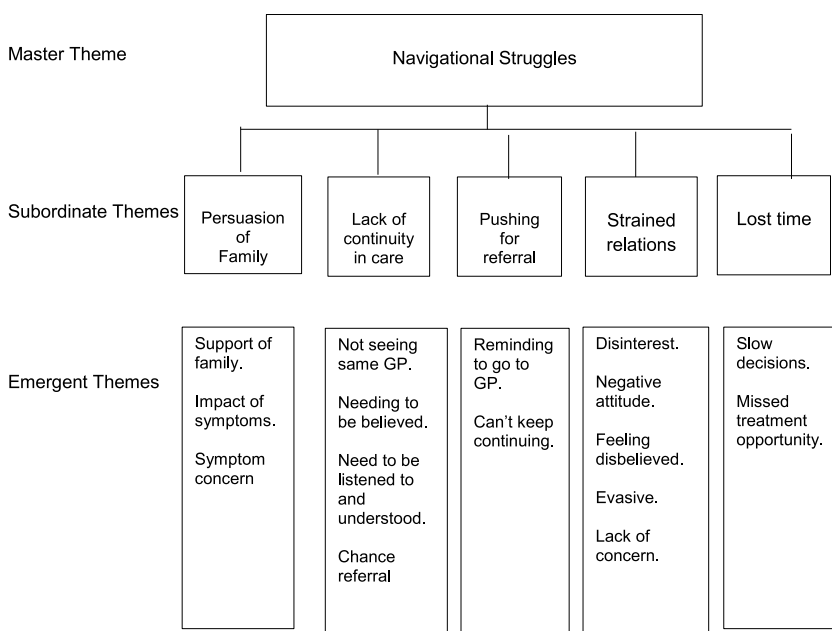 Master Theme
Navigational Struggles
Subordinate Themes
Persuasion
of
Family
Lack of
continuity
in care
Pushing
for
referral
Strained
relations
Lost time
Emergent Themes
Support of
family.
Impact of
symptoms.
Symptom
concern
Not seeing
same GP.
Needing to
be believed.
Need to be
listened to
and
understood.
Chance
referral
Reminding
to go to
GP.
Can't keep
continuing.
Disinterest.
Negative
attitude.
Feeling
disbelieved.
Evasive.
Lack of
concern.
Slow
decisions.
Missed
treatment
opportunity.